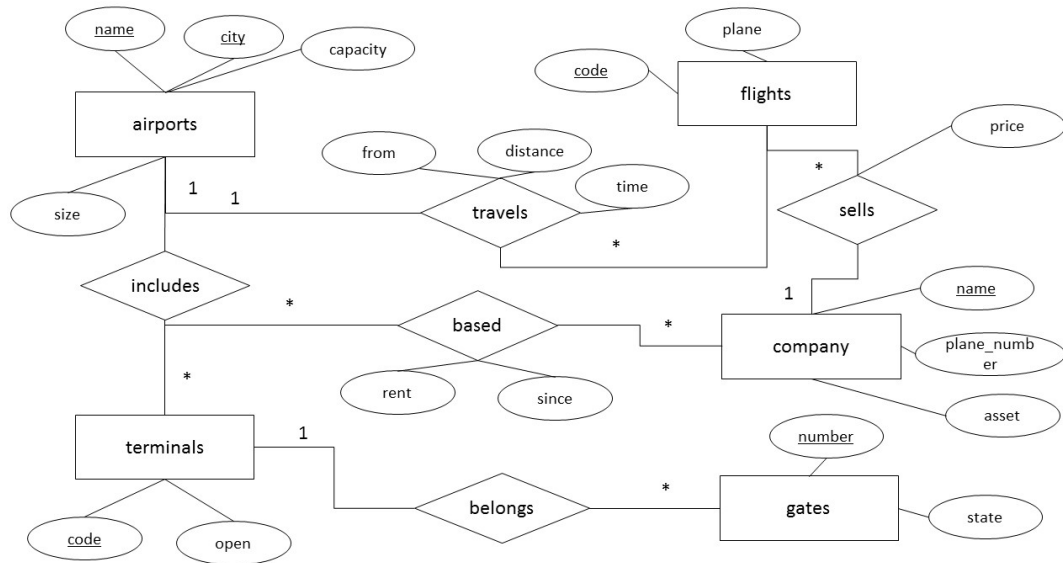 name
city
capacity
airports
size
1
1
from
distance
time
travels
*
plane
code
flights
price
*
sells
1
includes
*
based
*
rent
since
*
name
company
plane_numb
er
asset
terminals
1
code
open
belongs
*
number
gates
state